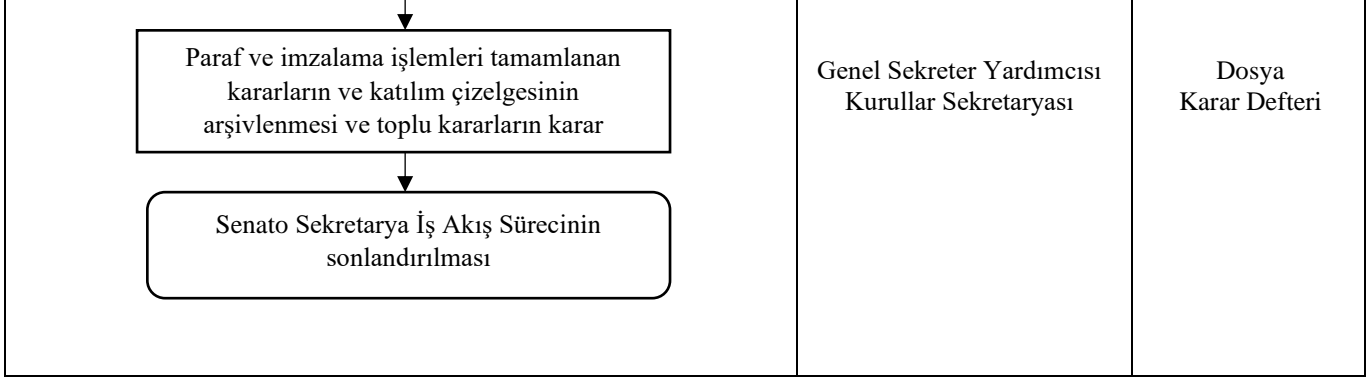 Paraf ve imzalama işlemleri tamamlanan
kararların ve katılım çizelgesinin
arşivlenmesi ve toplu kararların karar
Genel Sekreter Yardımcısı
Kurullar Sekretaryası
Dosya
Karar Defteri
Senato Sekretarya İş Akış Sürecinin
sonlandırılması